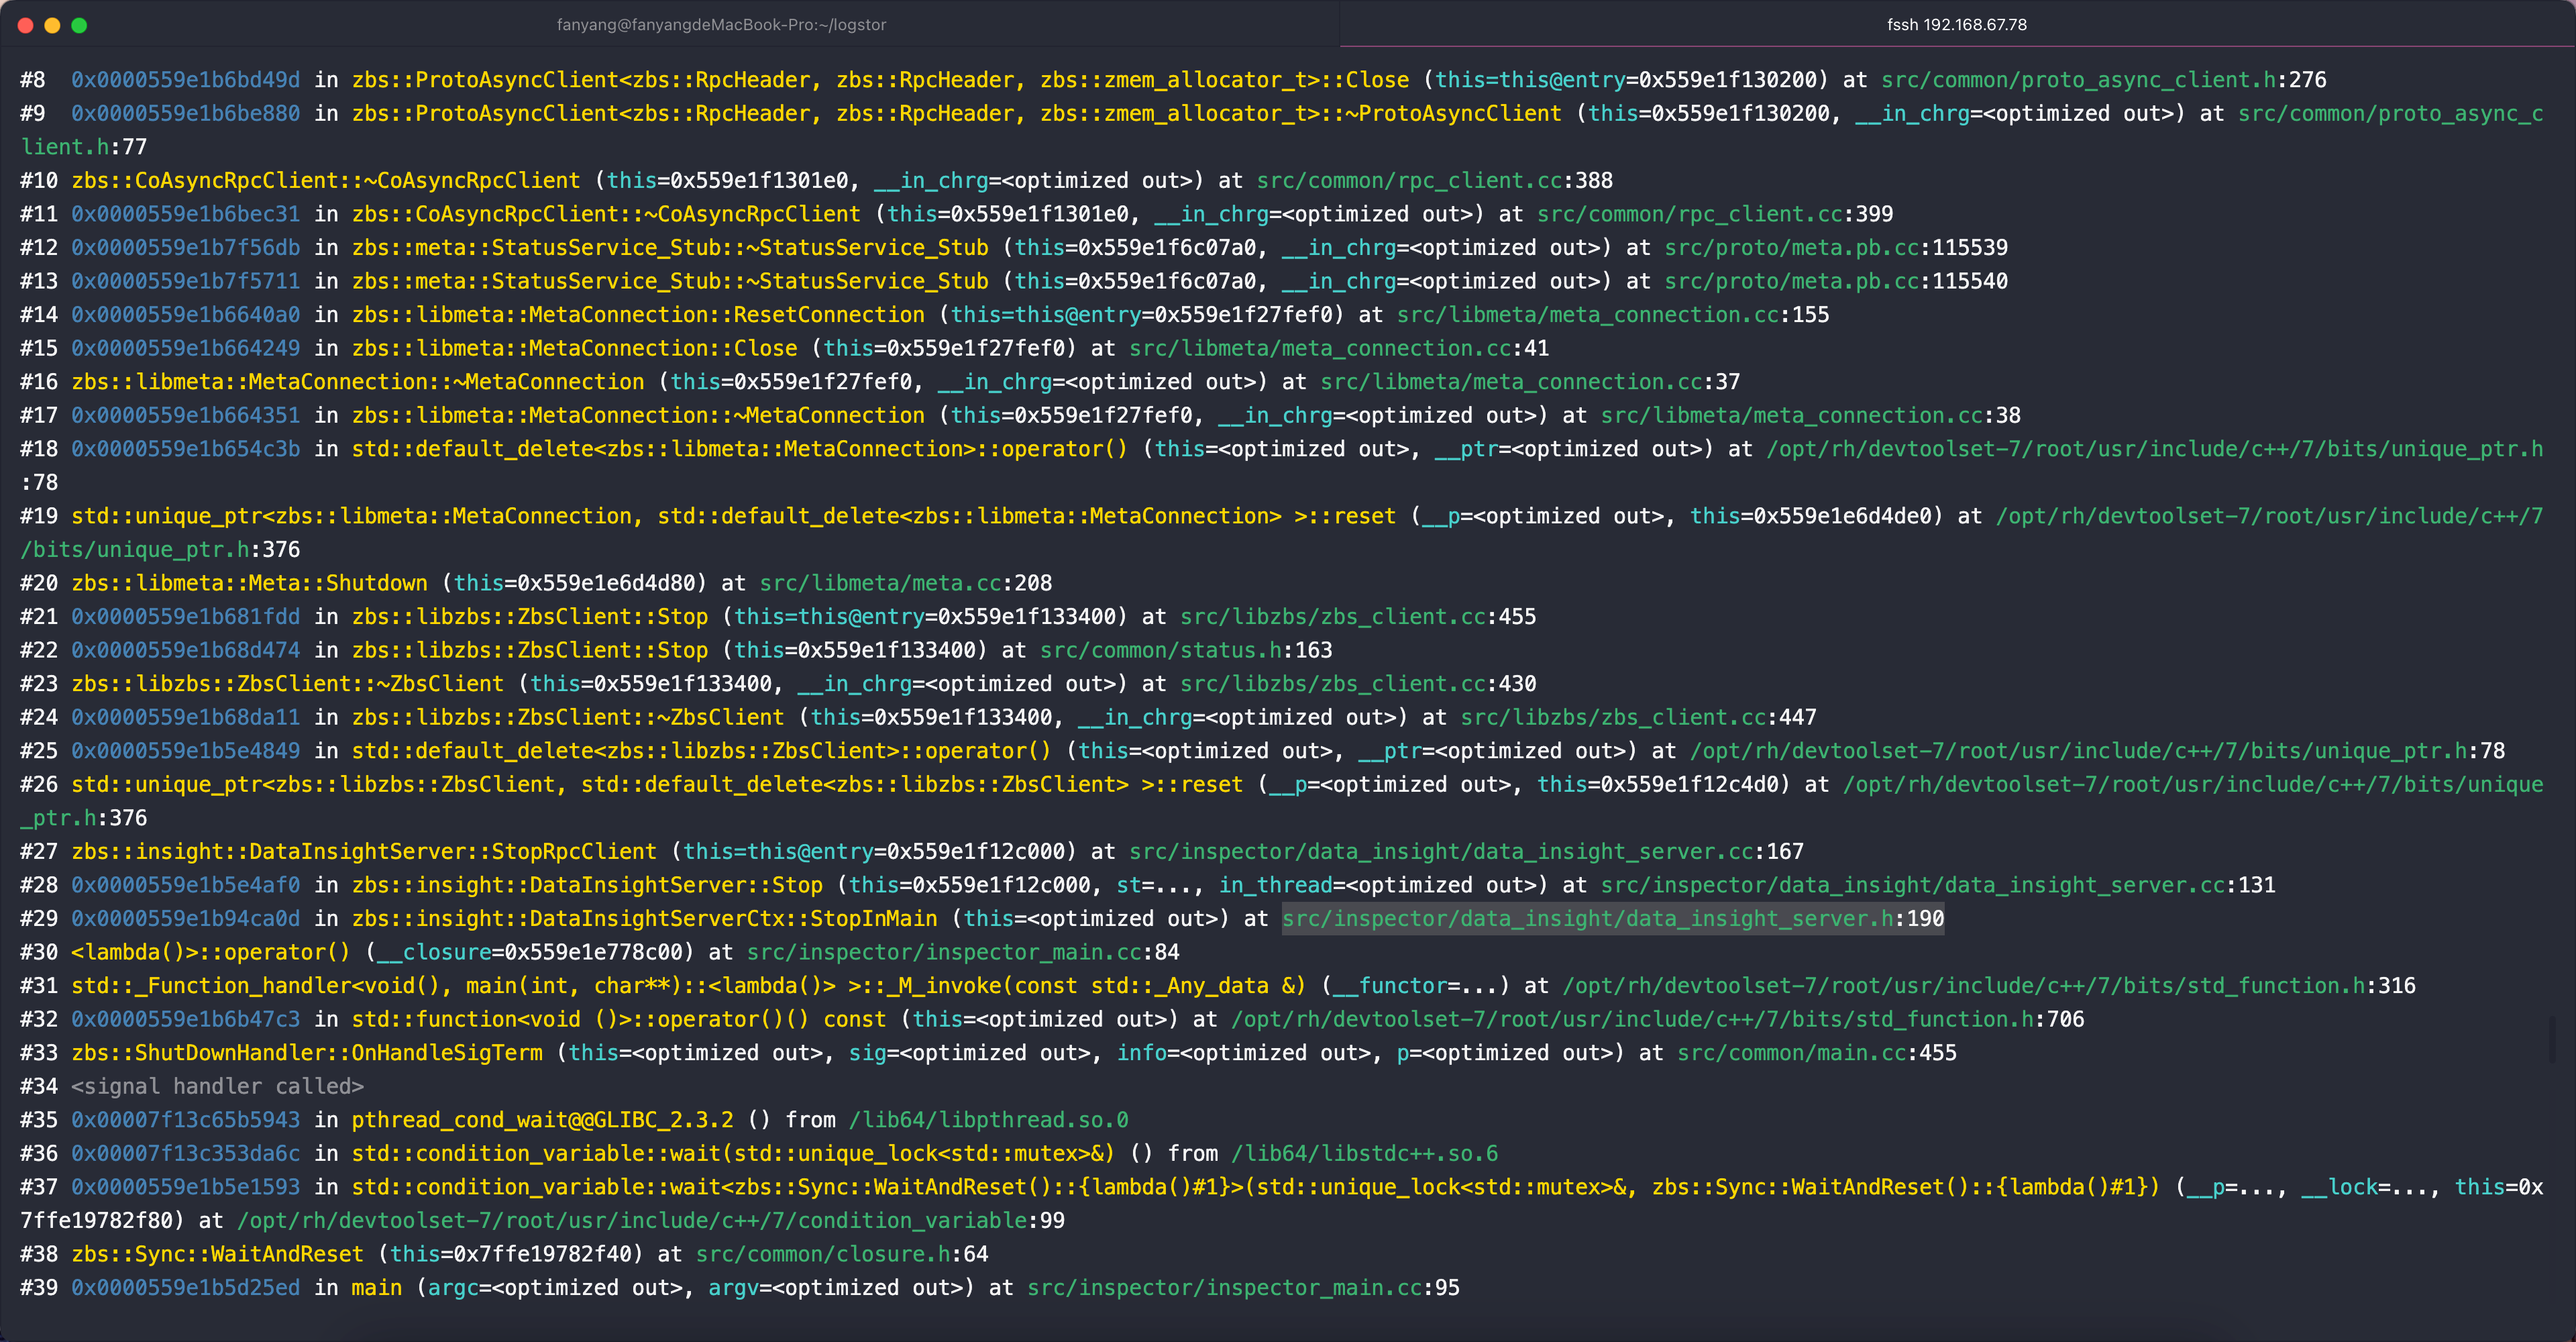 fanyang@fanyangdeMacBook-Pro:~/logstor
fssh 192.168.67.78
#8  0x0000559e1b6bd49d in zbs::ProtoAsyncClient<zbs::RpcHeader, zbs::RpcHeader, zbs::zmem_allocator_t>::Close (this=this@entry=0x559e1f130200) at src/common/proto_async_client.h:276
#9  0x0000559e1b6be880 in zbs::ProtoAsyncClient<zbs::RpcHeader, zbs::RpcHeader, zbs::zmem_allocator_t>::~ProtoAsyncClient (this=0x559e1f130200, __in_chrg=<optimized out>) at src/common/proto_async_c
lient.h:77
#10 zbs::CoAsyncRpcClient::~CoAsyncRpcClient (this=0x559e1f1301e0, __in_chrg=<optimized out>) at src/common/rpc_client.cc:388
#11 0x0000559e1b6bec31 in zbs::CoAsyncRpcClient::~CoAsyncRpcClient (this=0x559e1f1301e0, __in_chrg=<optimized out>) at src/common/rpc_client.cc:399
#12 0x0000559e1b7f56db in zbs::meta::StatusService_Stub::~StatusService_Stub (this=0x559e1f6c07a0, __in_chrg=<optimized out>) at src/proto/meta.pb.cc:115539
#13 0x0000559e1b7f5711 in zbs::meta::StatusService_Stub::~StatusService_Stub (this=0x559e1f6c07a0, __in_chrg=<optimized out>) at src/proto/meta.pb.cc:115540
#14 0x0000559e1b6640a0 in zbs::libmeta::MetaConnection::ResetConnection (this=this@entry=0x559e1f27fef0) at src/libmeta/meta_connection.cc:155
#15 0x0000559e1b664249 in zbs::libmeta::MetaConnection::Close (this=0x559e1f27fef0) at src/libmeta/meta_connection.cc:41
#16 zbs::libmeta::MetaConnection::~MetaConnection (this=0x559e1f27fef0, __in_chrg=<optimized out>) at src/libmeta/meta_connection.cc:37
#17 0x0000559e1b664351 in zbs::libmeta::MetaConnection::~MetaConnection (this=0x559e1f27fef0, __in_chrg=<optimized out>) at src/libmeta/meta_connection.cc:38
#18 0x0000559e1b654c3b in std::default_delete<zbs::libmeta::MetaConnection>::operator() (this=<optimized out>, __ptr=<optimized out>) at /opt/rh/devtoolset-7/root/usr/include/c++/7/bits/unique_ptr.h
:78
#19 std::unique_ptr<zbs::libmeta::MetaConnection, std::default_delete<zbs::libmeta::MetaConnection> >::reset (__p=<optimized out>, this=0x559e1e6d4de0) at /opt/rh/devtoolset-7/root/usr/include/c++/7
/bits/unique_ptr.h:376
#20 zbs::libmeta::Meta::Shutdown (this=0x559e1e6d4d80) at src/libmeta/meta.cc:208
#21 0x0000559e1b681fdd in zbs::libzbs::ZbsClient::Stop (this=this@entry=0x559e1f133400) at src/libzbs/zbs_client.cc:455
#22 0x0000559e1b68d474 in zbs::libzbs::ZbsClient::Stop (this=0x559e1f133400) at src/common/status.h:163
#23 zbs::libzbs::ZbsClient::~ZbsClient (this=0x559e1f133400, __in_chrg=<optimized out>) at src/libzbs/zbs_client.cc:430
#24 0x0000559e1b68da11 in zbs::libzbs::ZbsClient::~ZbsClient (this=0x559e1f133400, __in_chrg=<optimized out>) at src/libzbs/zbs_client.cc:447
#25 0x0000559e1b5e4849 in std::default_delete<zbs::libzbs::ZbsClient>::operator() (this=<optimized out>, __ptr=<optimized out>) at /opt/rh/devtoolset-7/root/usr/include/c++/7/bits/unique_ptr.h:78
#26 std::unique_ptr<zbs::libzbs::ZbsClient, std::default_delete<zbs::libzbs::ZbsClient> >::reset (__p=<optimized out>, this=0x559e1f12c4d0) at /opt/rh/devtoolset-7/root/usr/include/c++/7/bits/unique
_ptr.h:376
#27 zbs::insight::DataInsightServer::StopRpcClient (this=this@entry=0x559e1f12c000) at src/inspector/data_insight/data_insight_server.cc:167
#28 0x0000559e1b5e4af0 in zbs::insight::DataInsightServer::Stop (this=0x559e1f12c000, st=..., in_thread=<optimized out>) at src/inspector/data_insight/data_insight_server.cc:131
#29 0x0000559e1b94ca0d in zbs::insight::DataInsightServerCtx::StopInMain (this=<optimized out>) at src/inspector/data_insight/data_insight_server.h:190
#30 <lambda()>::operator() (__closure=0x559e1e778c00) at src/inspector/inspector_main.cc:84
#31 std::_Function_handler<void(), main(int, char**)::<lambda()> >::_M_invoke(const std::_Any_data &) (__functor=...) at /opt/rh/devtoolset-7/root/usr/include/c++/7/bits/std_function.h:316
#32 0x0000559e1b6b47c3 in std::function<void ()>::operator()() const (this=<optimized out>) at /opt/rh/devtoolset-7/root/usr/include/c++/7/bits/std_function.h:706
#33 zbs::ShutDownHandler::OnHandleSigTerm (this=<optimized out>, sig=<optimized out>, info=<optimized out>, p=<optimized out>) at src/common/main.cc:455
#34 <signal handler called>
#35 0x00007f13c65b5943 in pthread_cond_wait@@GLIBC_2.3.2 () from /lib64/libpthread.so.0
#36 0x00007f13c353da6c in std::condition_variable::wait(std::unique_lock<std::mutex>&) () from /lib64/libstdc++.so.6
#37 0x0000559e1b5e1593 in std::condition_variable::wait<zbs::Sync::WaitAndReset()::{lambda()#1}>(std::unique_lock<std::mutex>&, zbs::Sync::WaitAndReset()::{lambda()#1}) (__p=..., __lock=..., this=0x
7ffe19782f80) at /opt/rh/devtoolset-7/root/usr/include/c++/7/condition_variable:99
#38 zbs::Sync::WaitAndReset (this=0x7ffe19782f40) at src/common/closure.h:64
#39 0x0000559e1b5d25ed in main (argc=<optimized out>, argv=<optimized out>) at src/inspector/inspector_main.cc:95